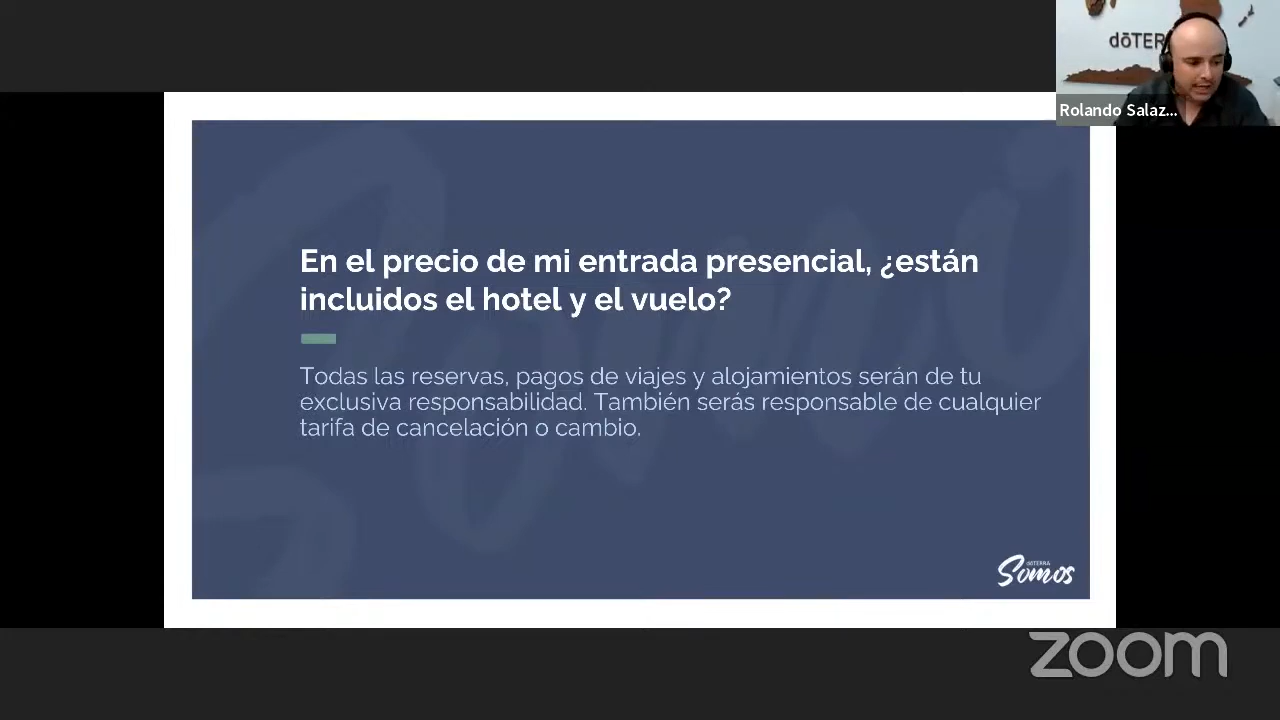 dōTER
Rolando Salaz...
En el precio de mi entrada presencial, ¿están
incluidos el hotel y el vuelo?
Todas las reservas, pagos de viajes y alojamientos serán de tu
exclusiva responsabilidad. También serás responsable de cualquier
tarifa de cancelación o cambio.
dōTERRA
Somos
zoom